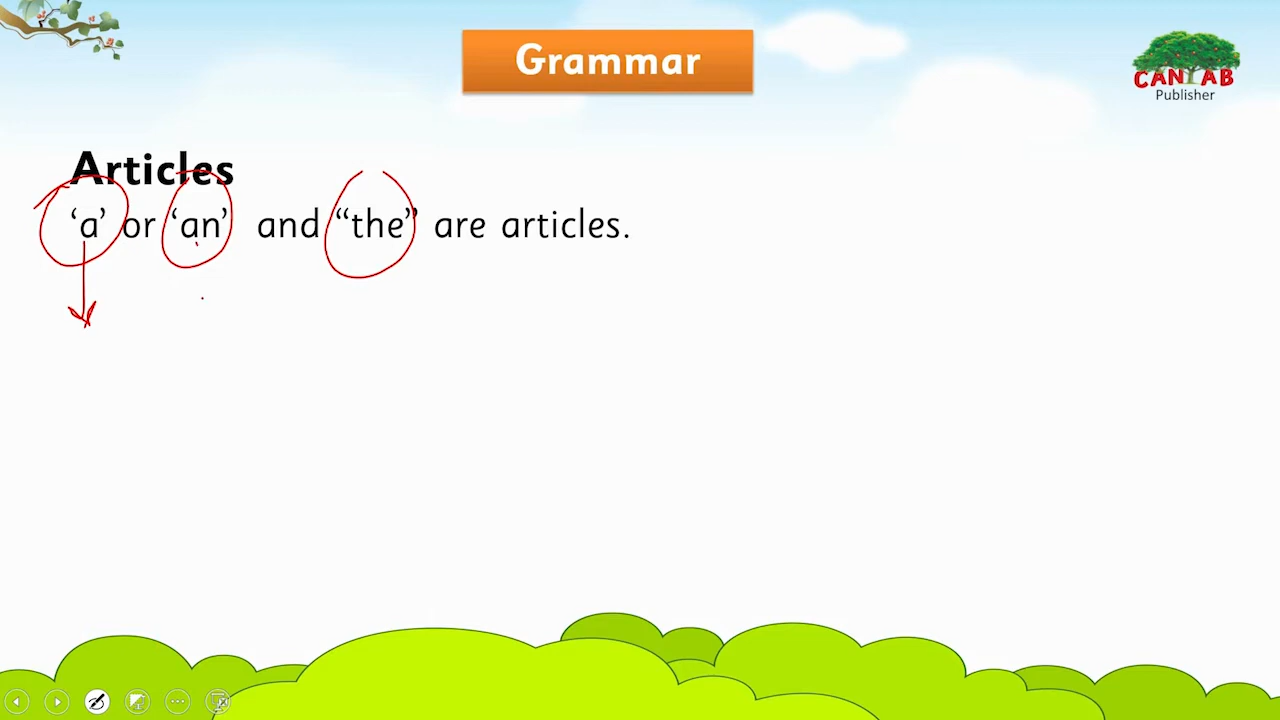 Grammar
CANTAB
Publisher
Articles
‘a’ or ‘an’ and “the” are articles.